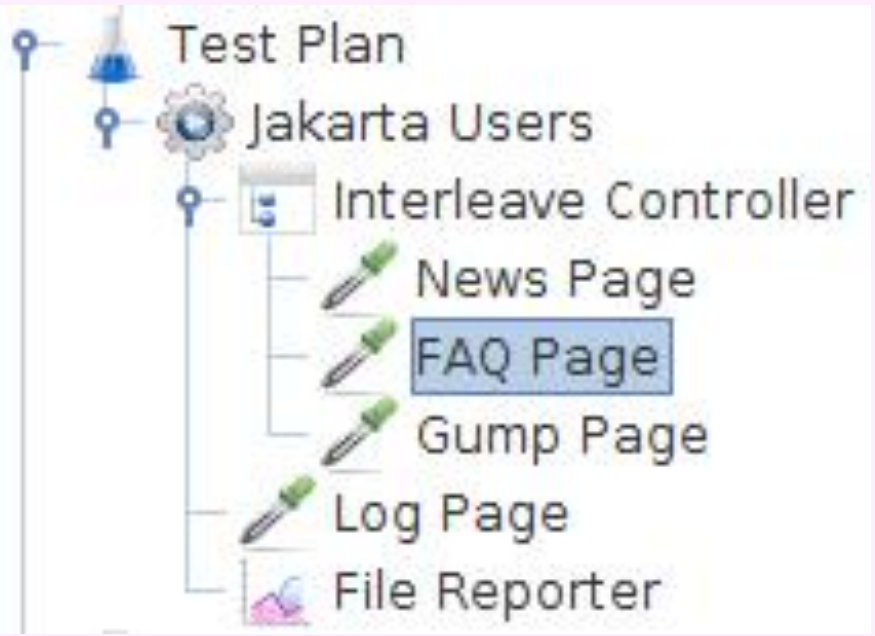 Test Plan
Jakarta Users
Interleave Controller
News Page
FAQ Page
Gump Page
Log Page
File Reporter